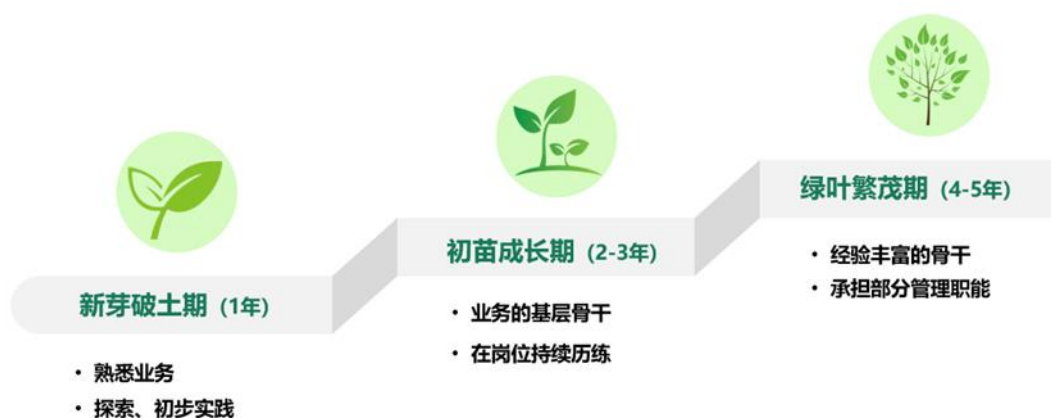 新芽破土期 (1年)
· 熟悉业务
· 探索、初步实践
初苗成长期 (2-3年)
· 业务的基层骨干
· 在岗位持续历练
绿叶繁茂期 (4-5年)
· 经验丰富的骨干
· 承担部分管理职能